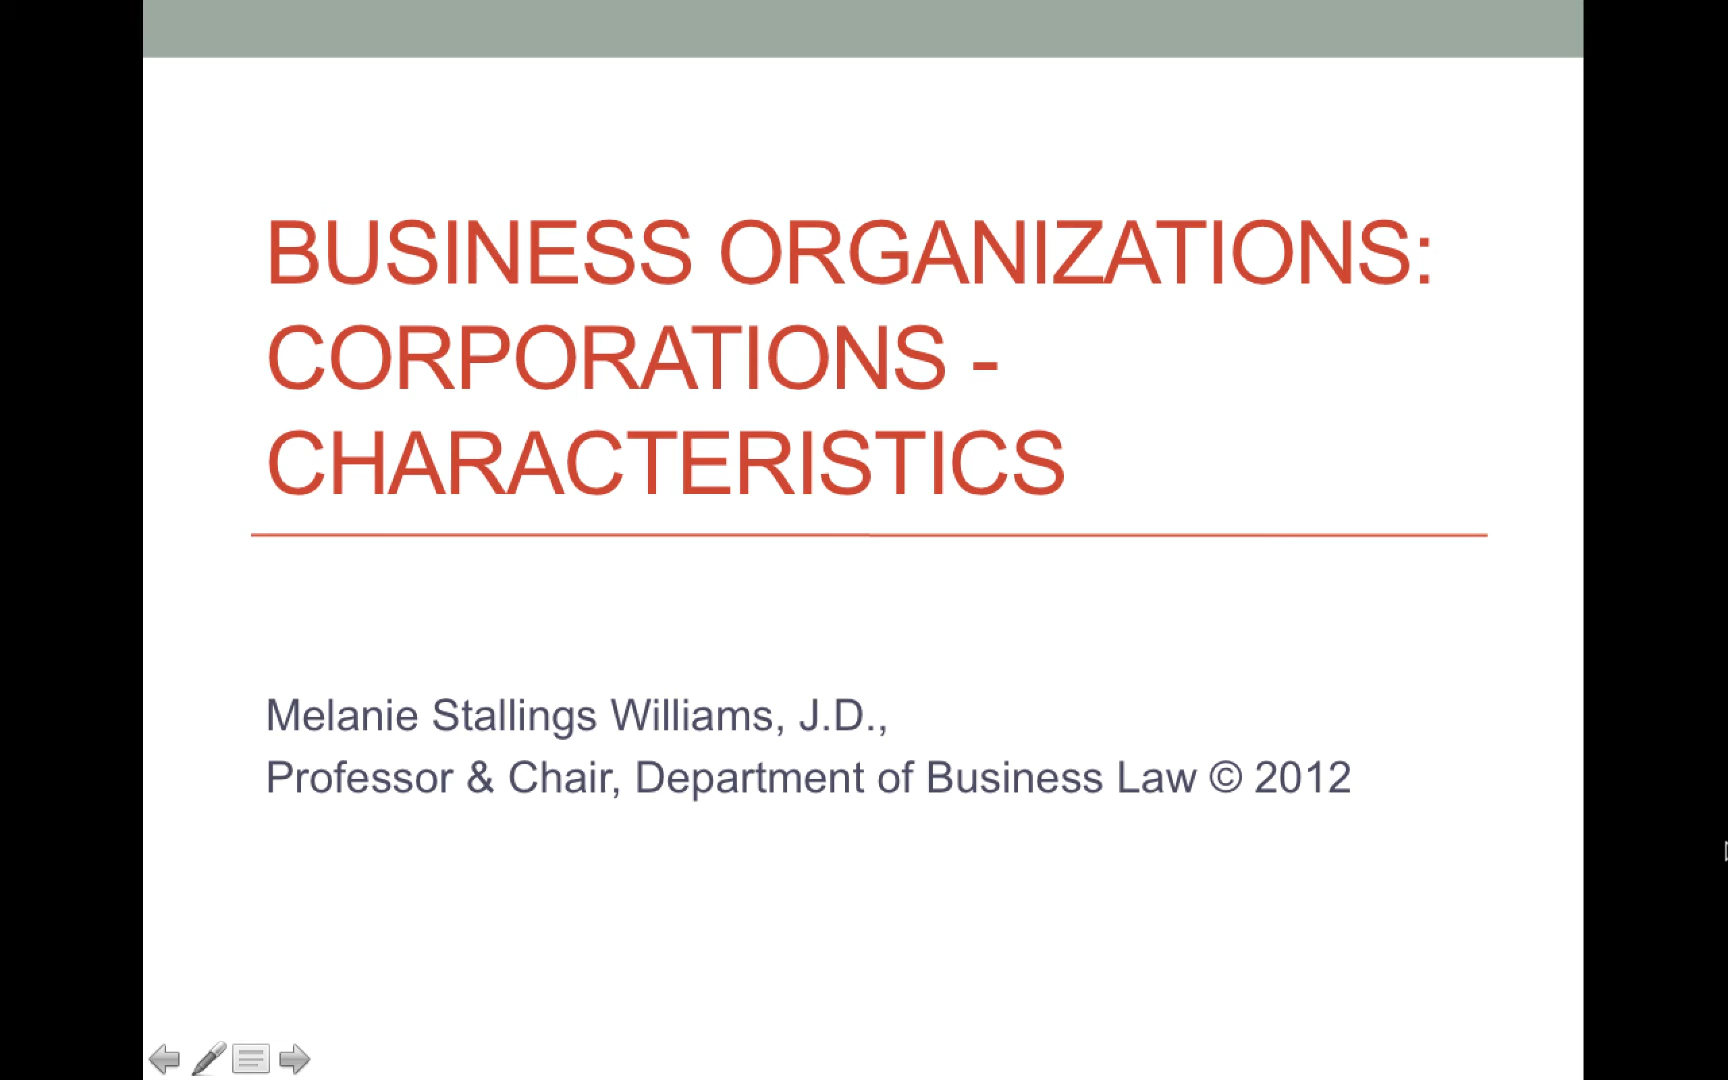 BUSINESS ORGANIZATIONS:
CORPORATIONS -
CHARACTERISTICS
Melanie Stallings Williams, J.D.,
Professor & Chair, Department of Business Law © 2012